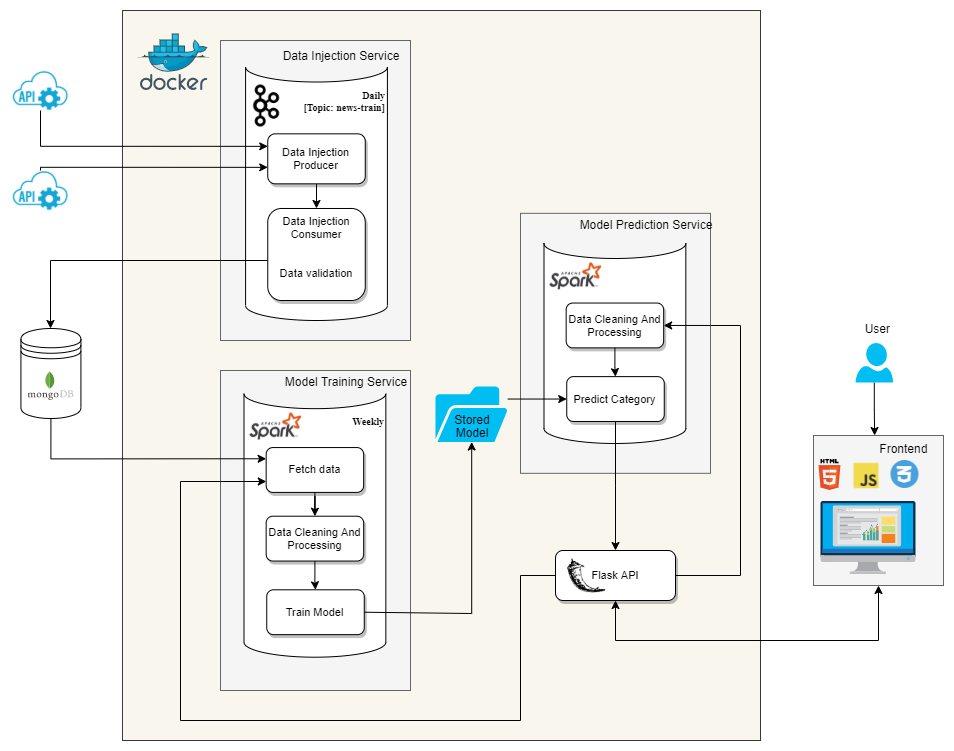 docker
Data Injection Service
Daily
[Topic: news-train]
API
Data Injection
Producer
API
Data Injection
Consumer
Data validation
Model Prediction Service
APACHE
Spark
Data Cleaning And
Processing
Predict Category
User
mongoDB
Model Training Service
APACHE
Spark
Weekly
Fetch data
Data Cleaning And
Processing
Train Model
Stored
Model
Flask API
Frontend
HTML
5
JS
3